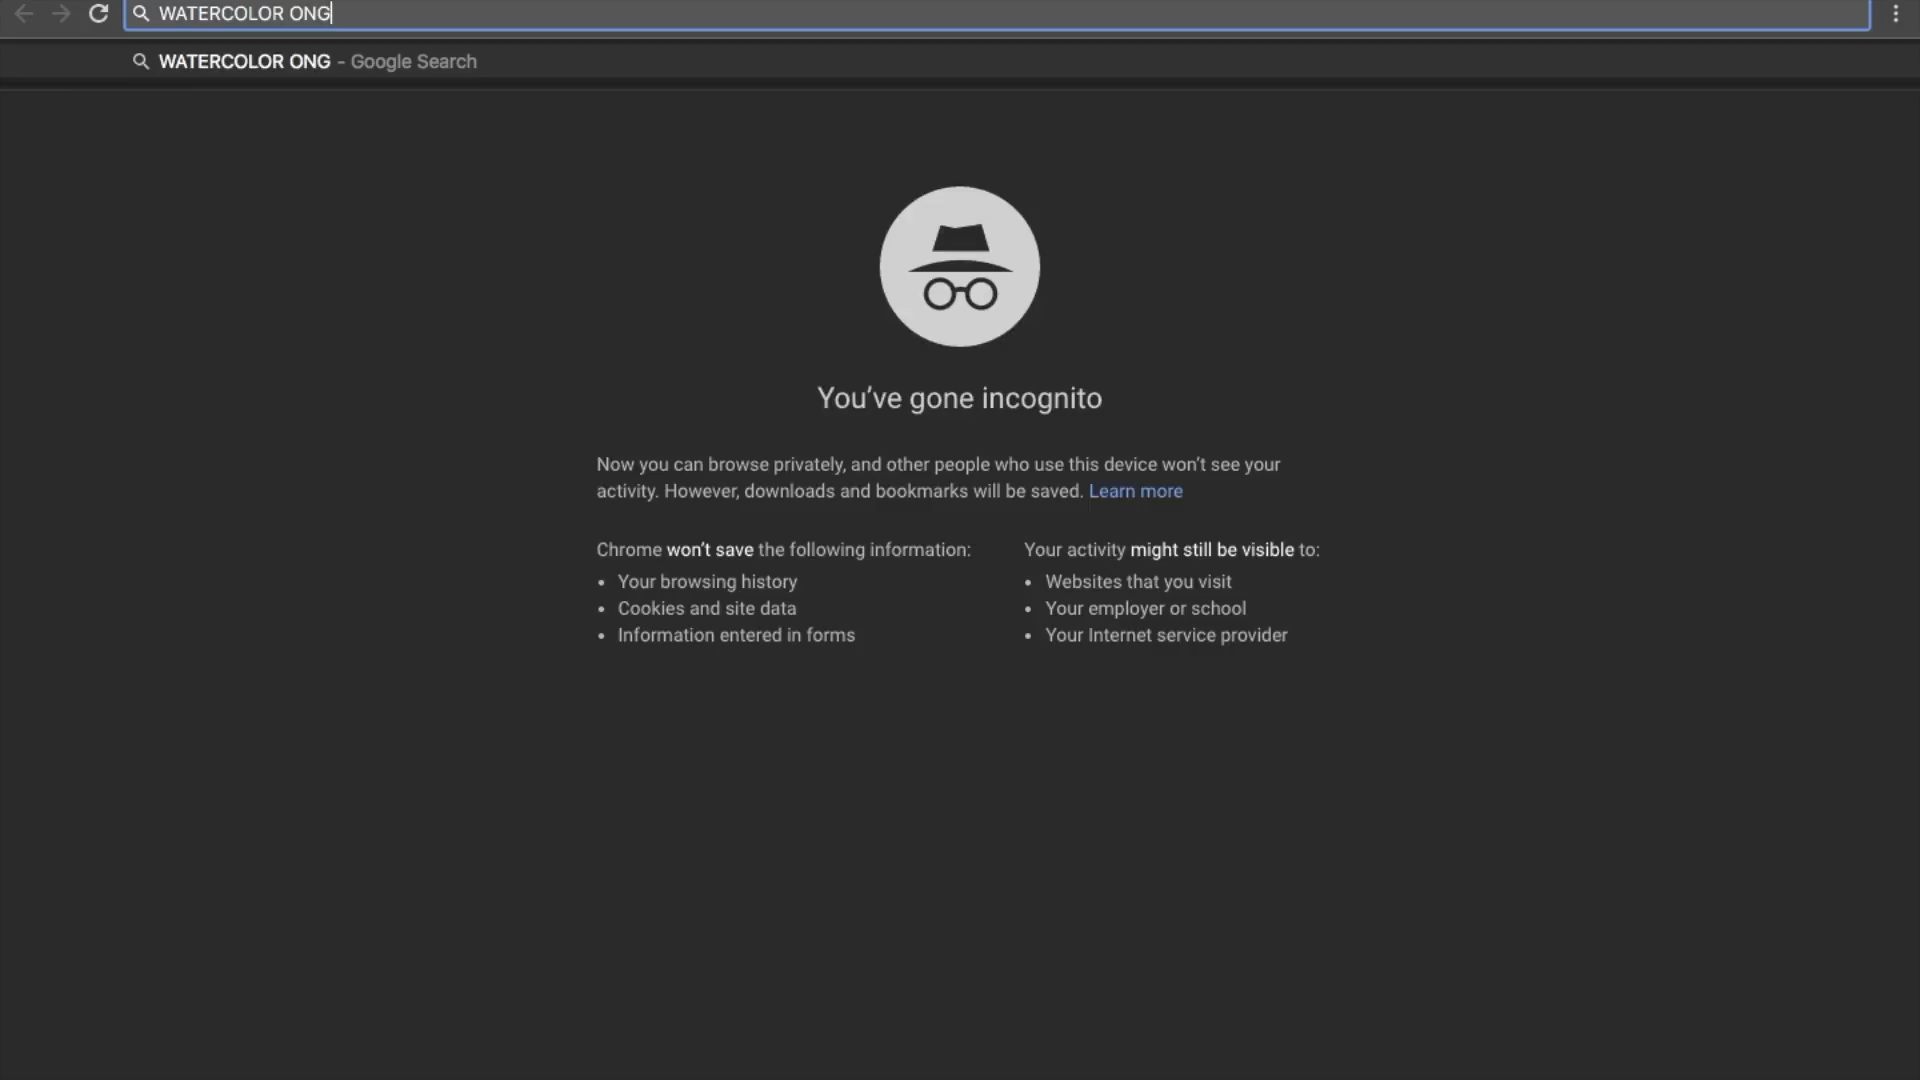 WATERCOLOR ONG
WATERCOLOR ONG - Google Search
You've gone incognito
Now you can browse privately, and other people who use this device won't see your
activity. However, downloads and bookmarks will be saved. Learn more
Chrome won't save the following information:
• Your browsing history
• Cookies and site data
• Information entered in forms
Your activity might still be visible to:
• Websites that you visit
• Your employer or school
• Your Internet service provider